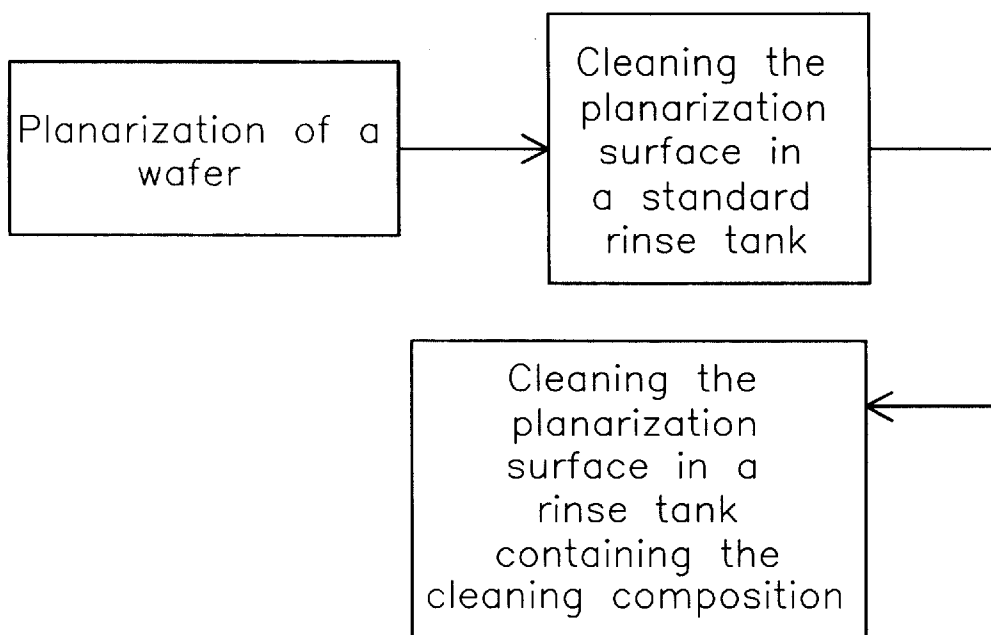 Planarization of a
wafer
Cleaning the
planarization
surface in
a standard
rinse tank
Cleaning the
planarization
surface in a
rinse tank
containing the
cleaning composition